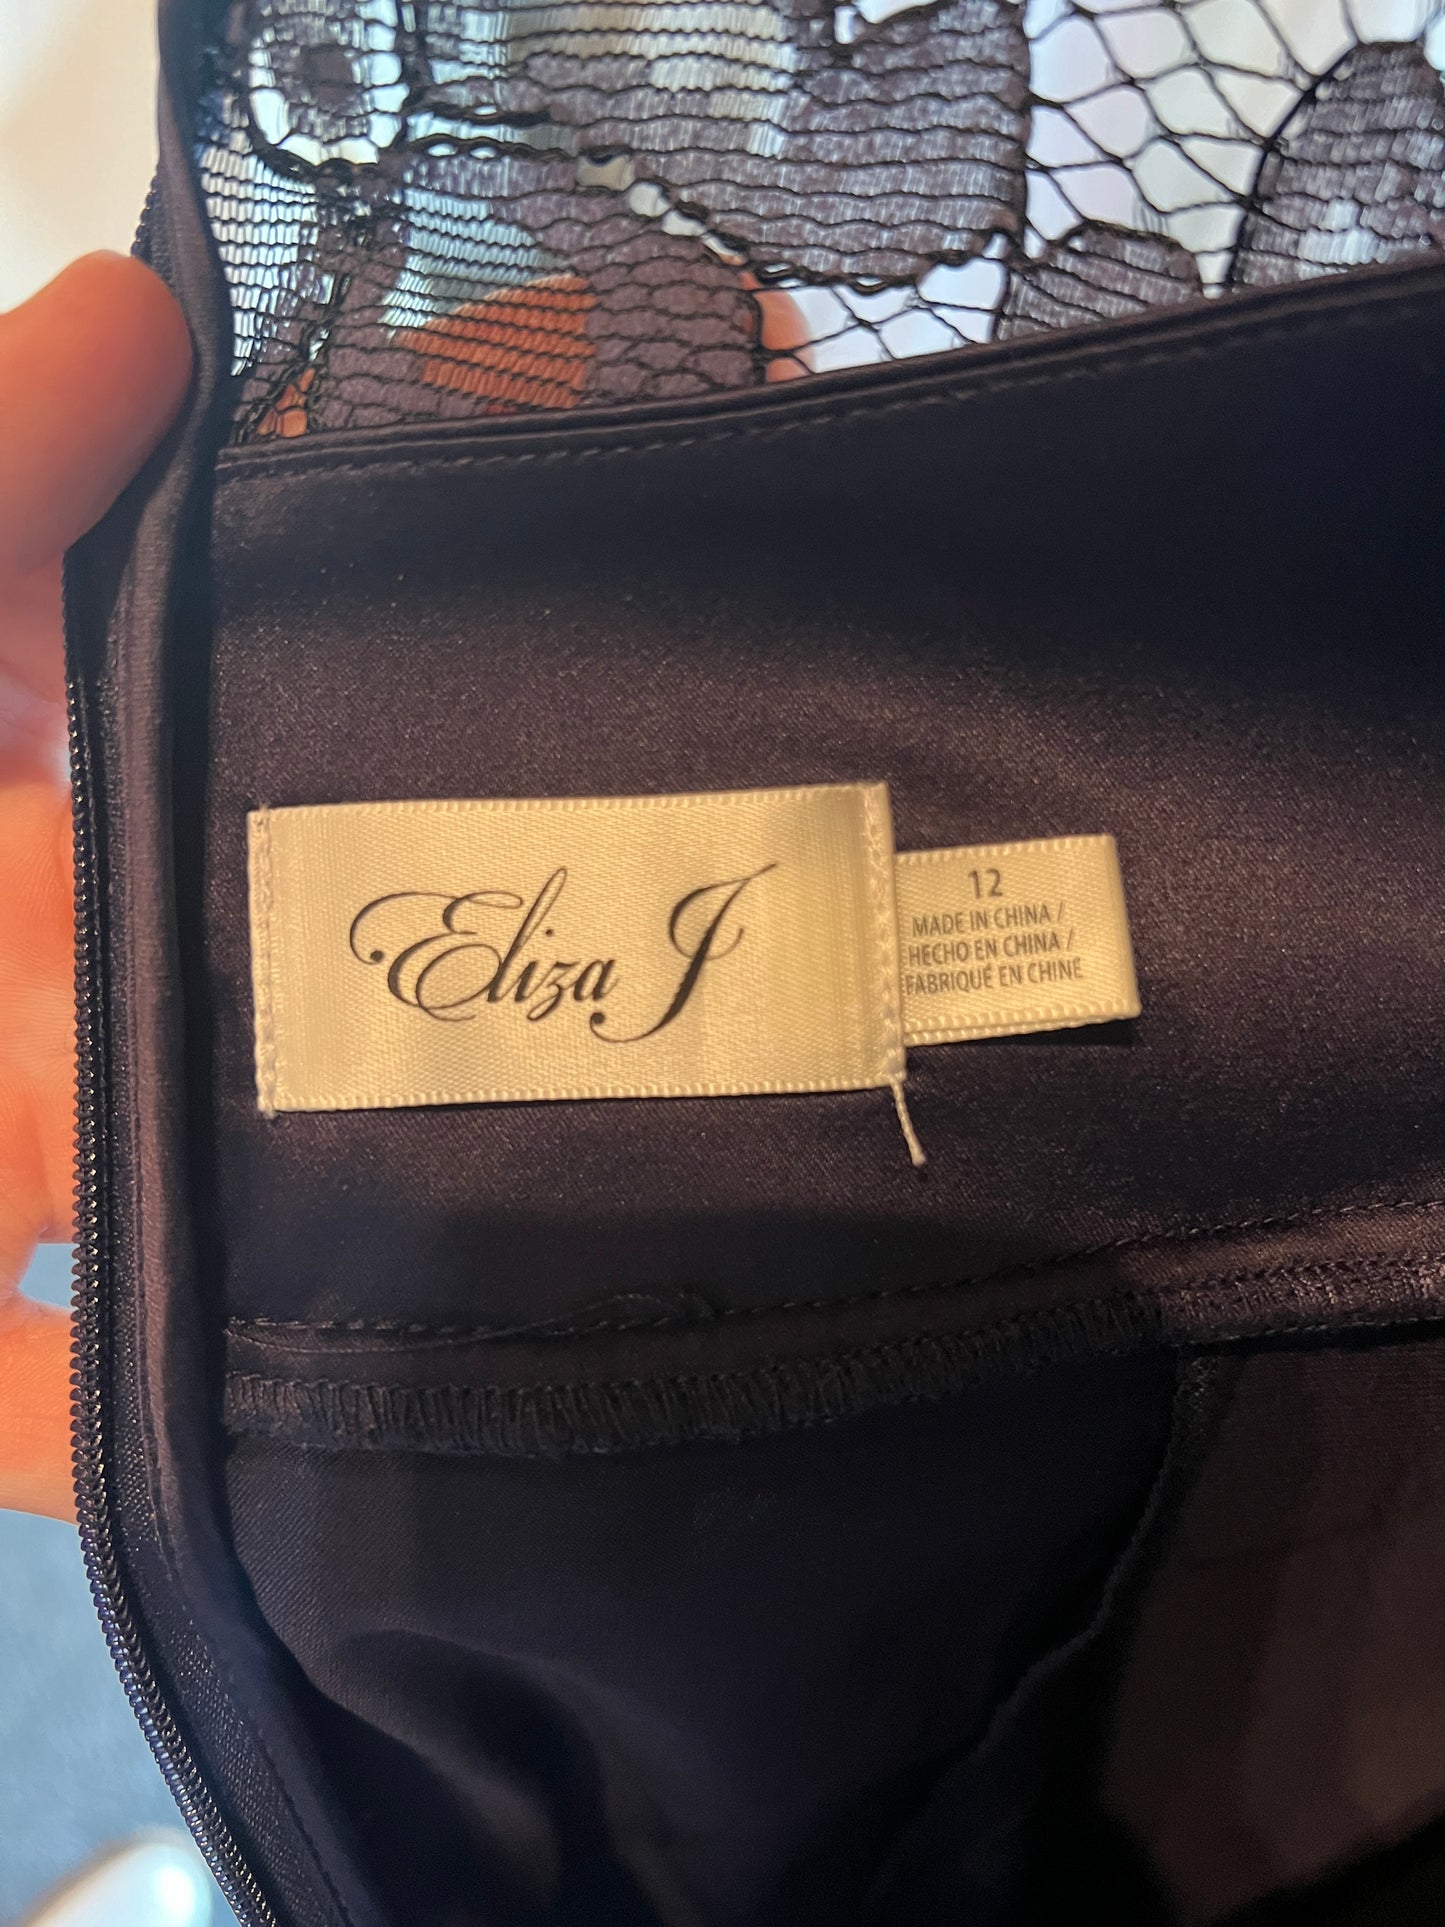 Eliza J
12
MADE IN CHINA /
HECHO EN CHINA /
FABRIQUÉ EN CHINE